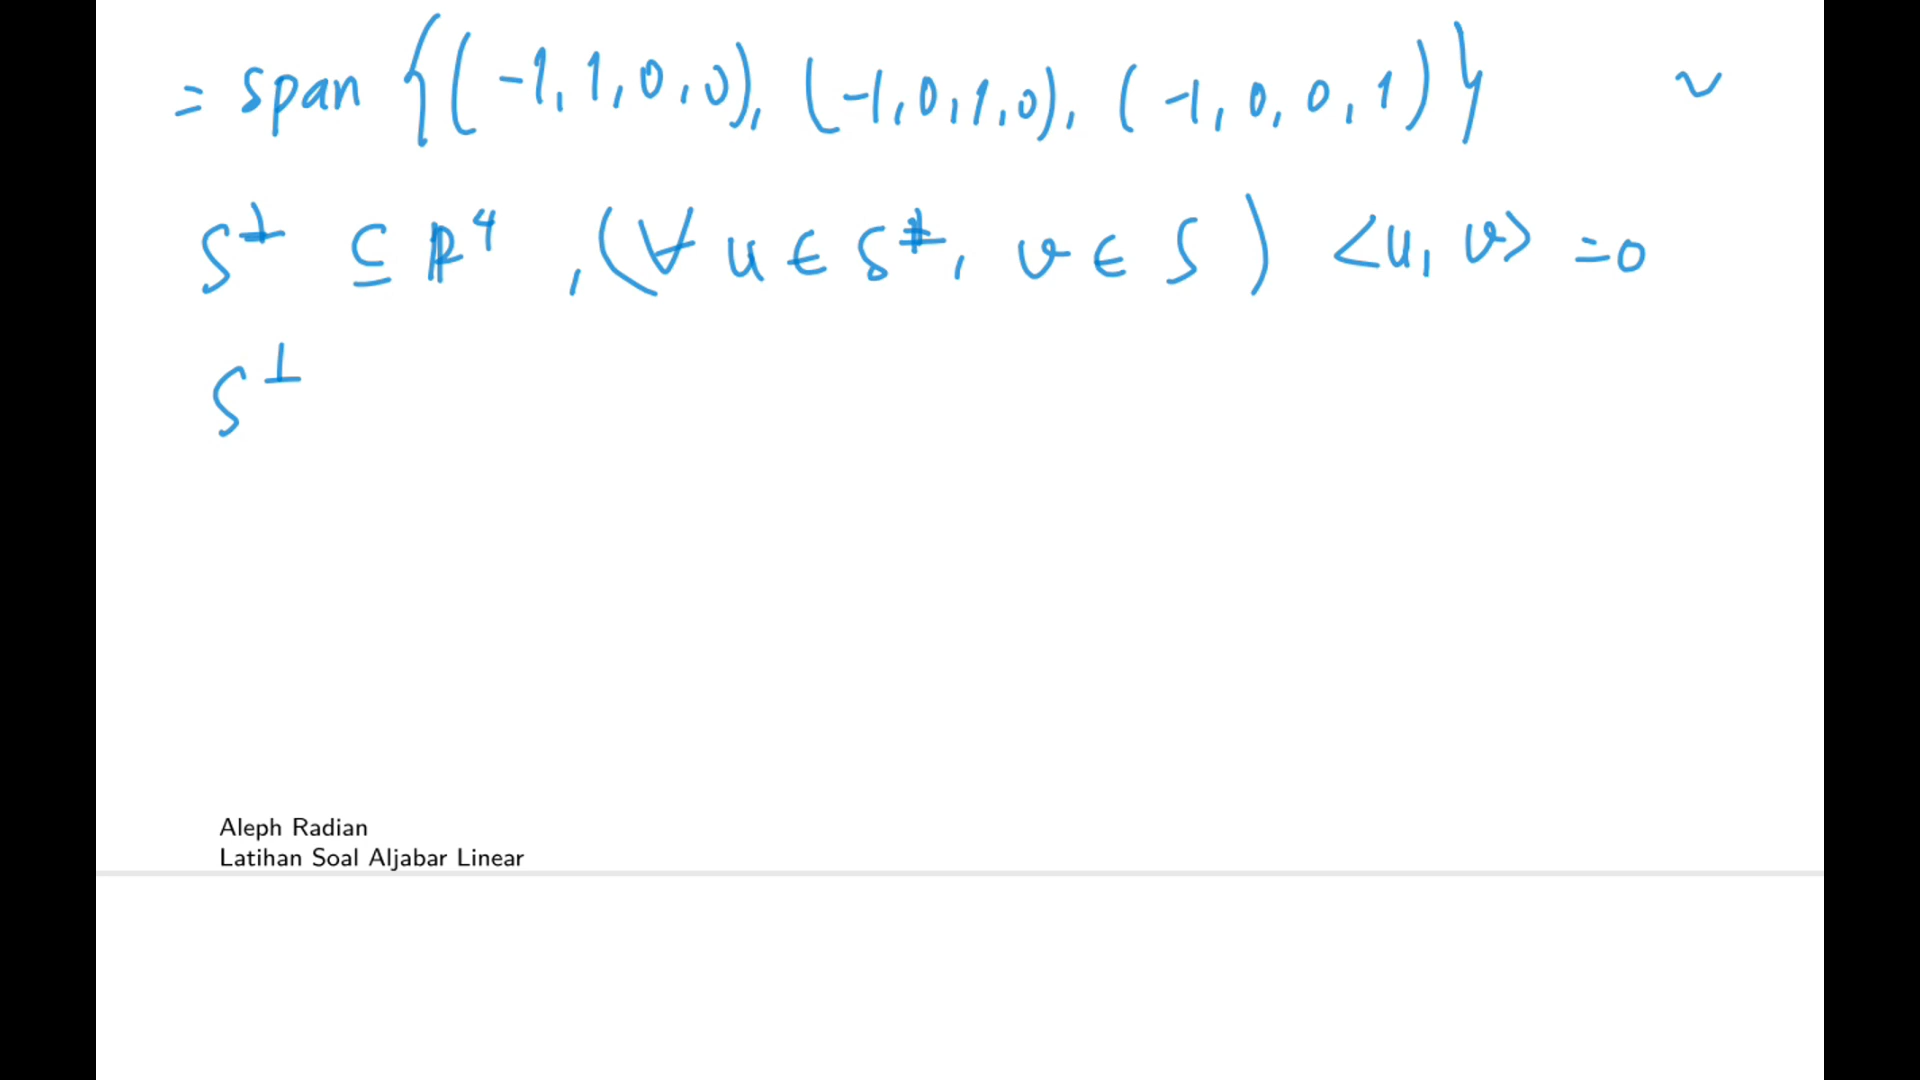 = span {(-1,1,0,0), (-1,0,1,0), (-1,0,0,1)} ~
S⊥ ⊆ ℝ⁴ , (∀ u ∈ S⊥, v ∈ S) <u, v> = 0
S⊥
Aleph Radian
Latihan Soal Aljabar Linear